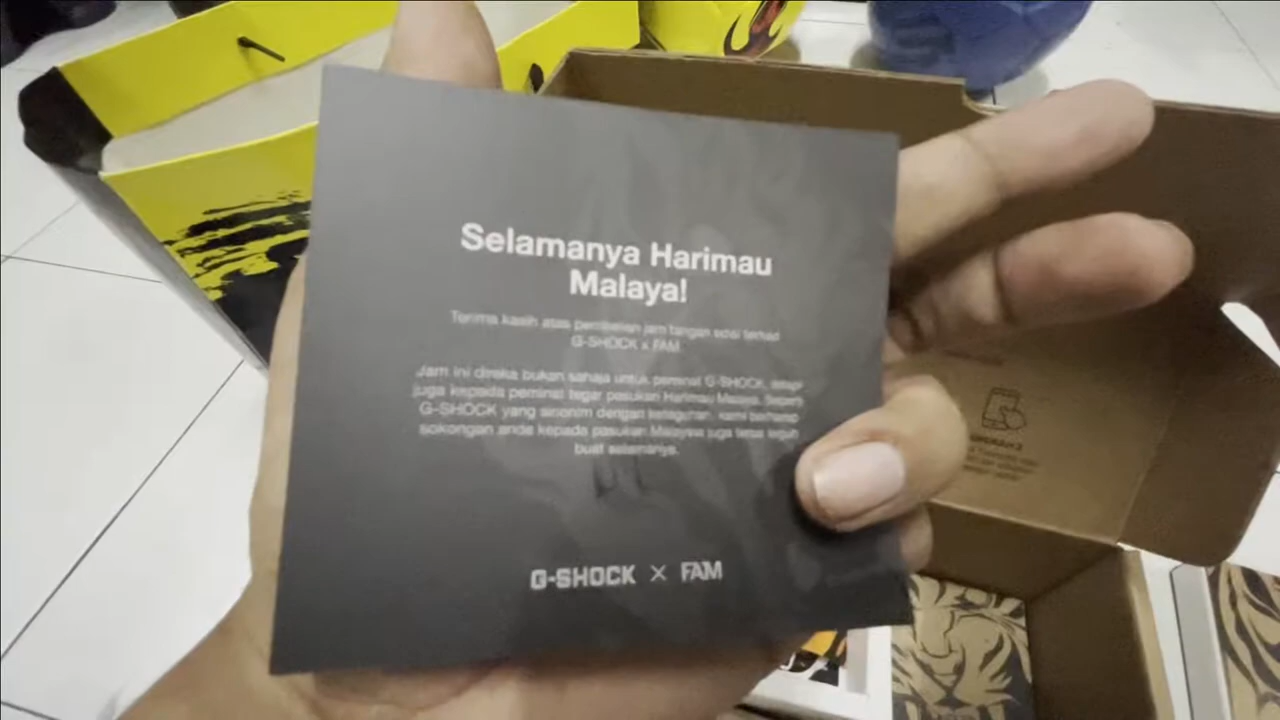 Selamanya Harimau
Malaya!
Terima kasih atas pembelian jam tangan edisi terhad
G-SHOCK x FAM
Jam ini direka bukan sahaja untuk peminat G-SHOCK, tetapi
juga kepada peminat tegar pasukan Harimau Malaya. Seperti
G-SHOCK yang sinonim dengan ketaguhan, kami berharap
sokongan anda kepada pasukan Malaysia juga terus teguh
buat selamanya.
G-SHOCK × FAM